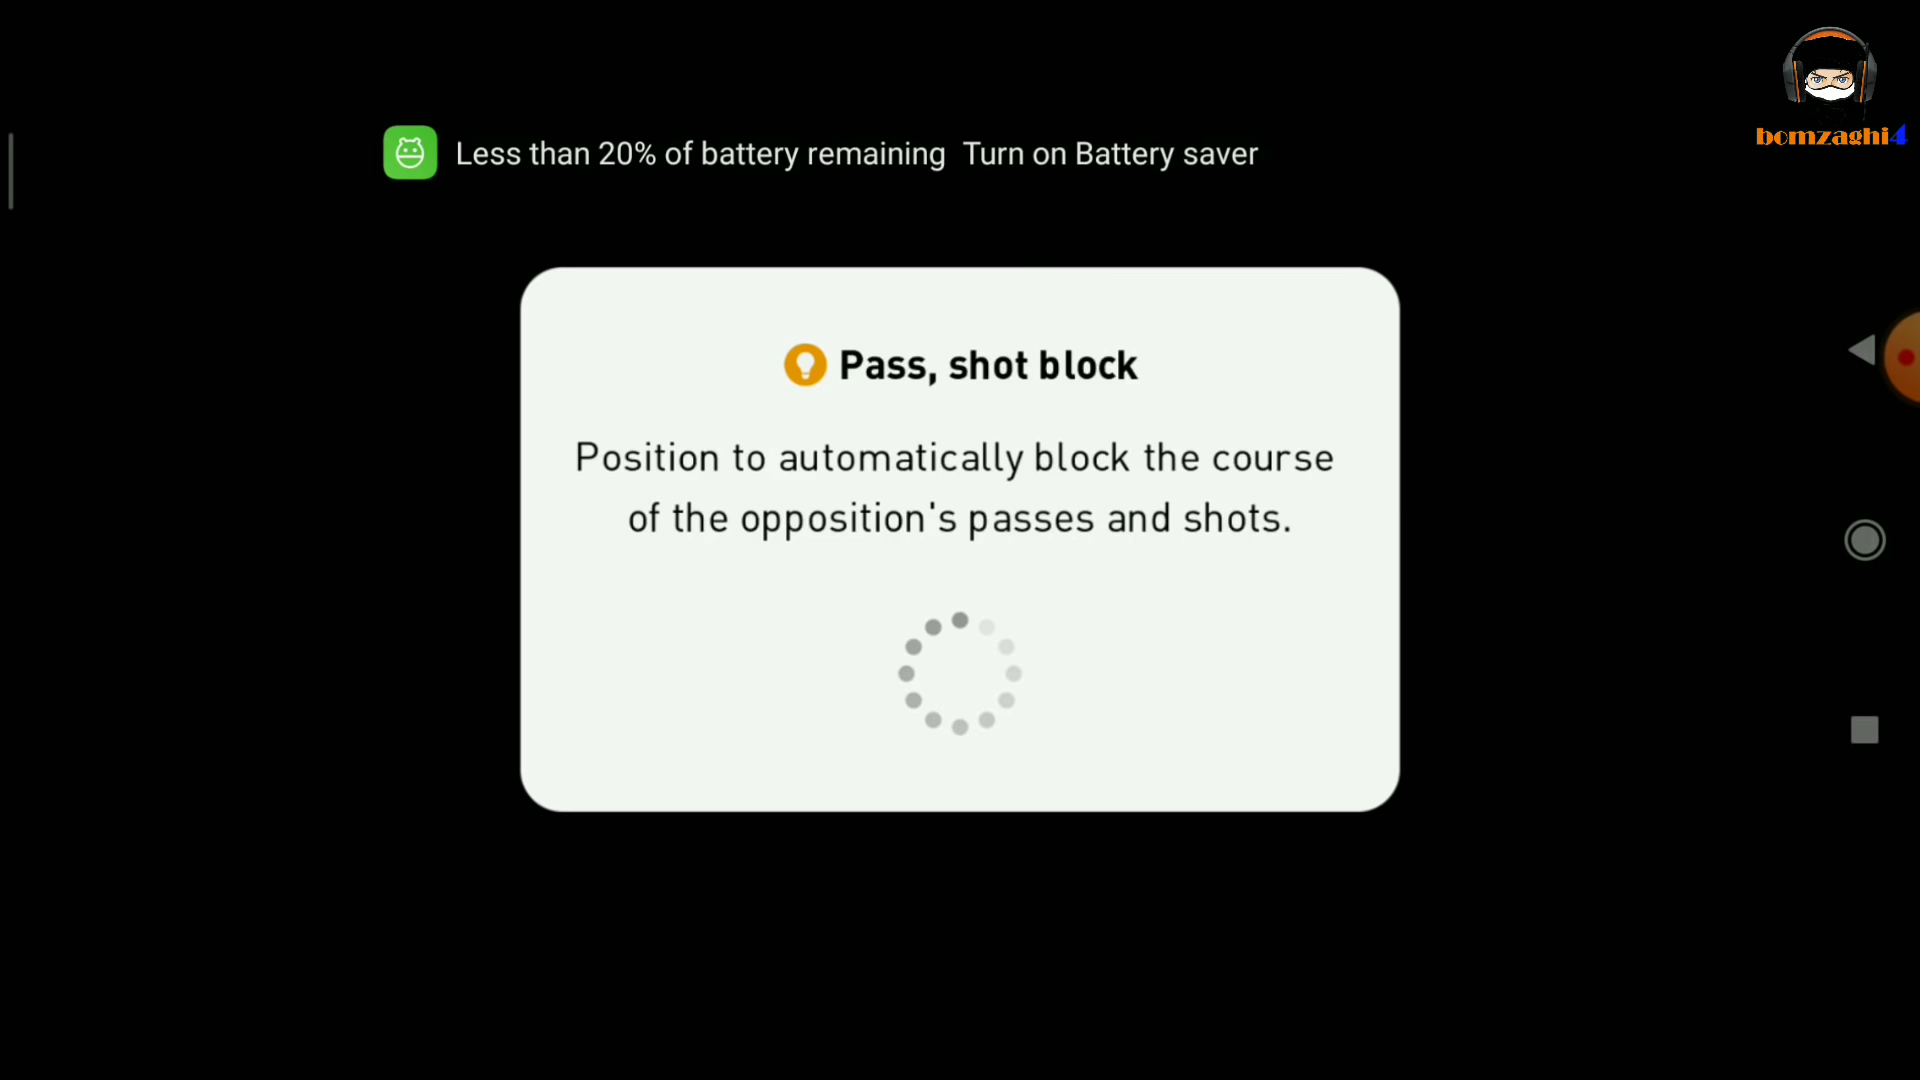 bomzaghi4
Less than 20% of battery remaining Turn on Battery saver
Pass, shot block
Position to automatically block the course
of the opposition's passes and shots.